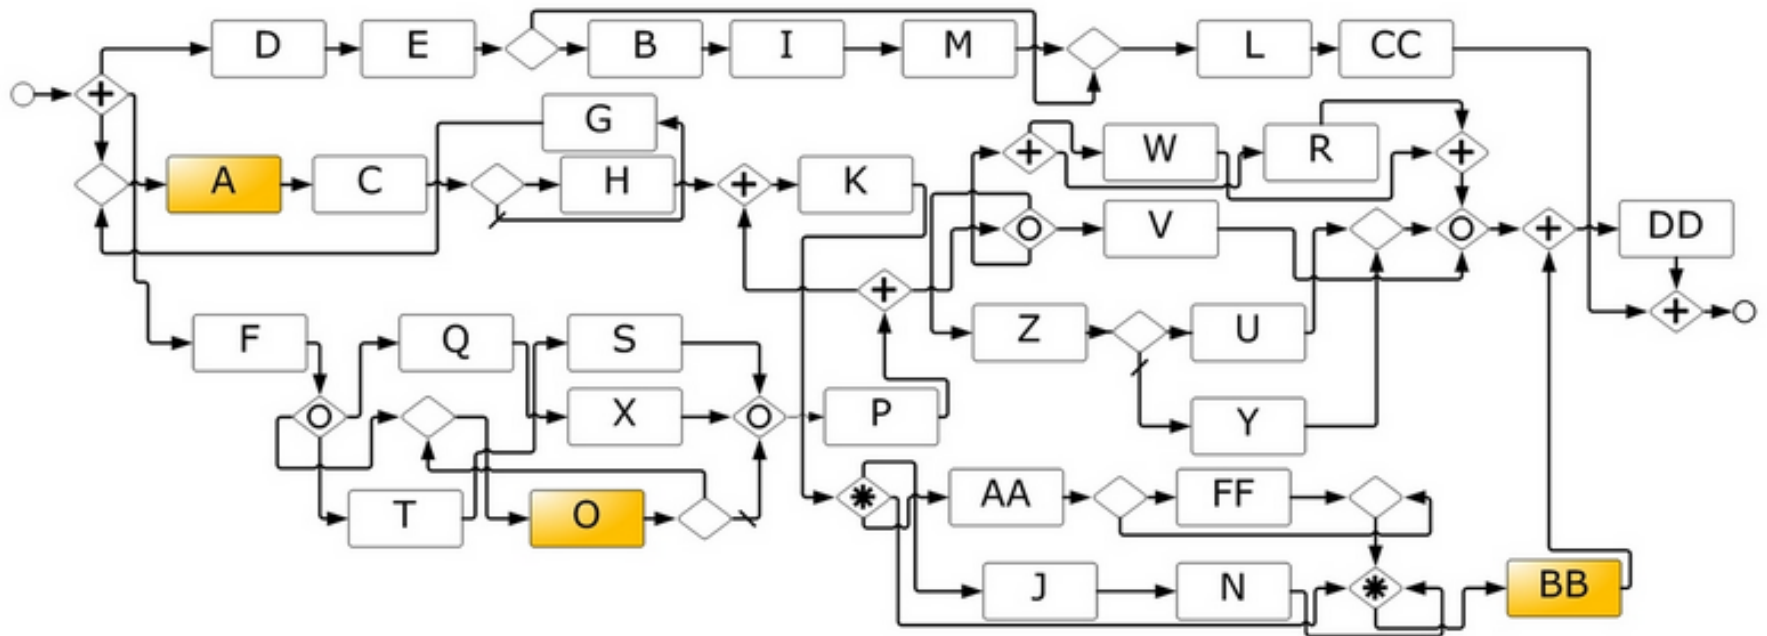 D E B I M L CC
G W R
A C H K
V DD
F Q S Z U
X P Y
T O AA FF
J N BB